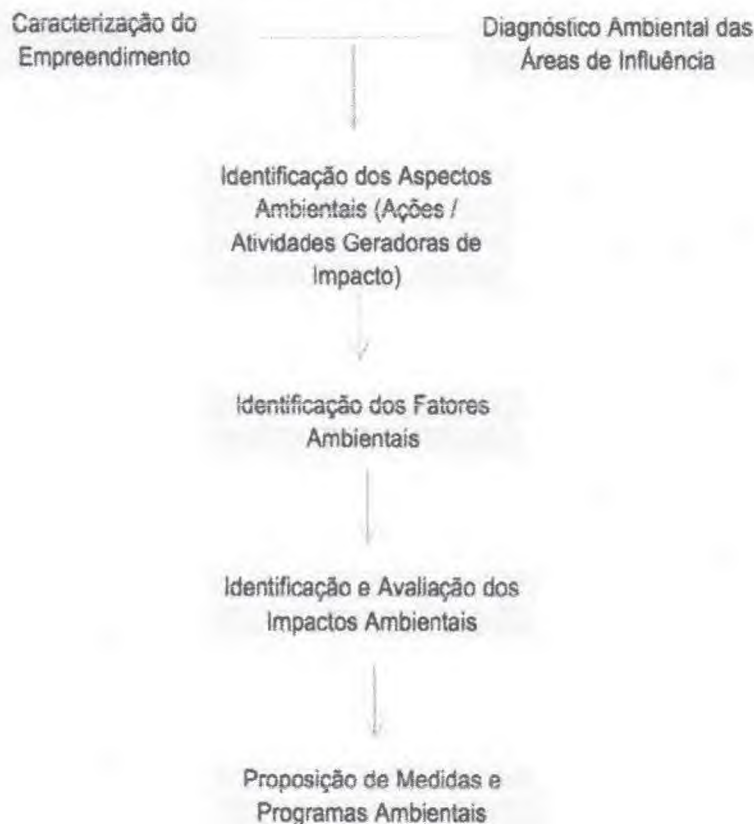 Caracterização do
Empreendimento
Diagnóstico Ambiental das
Áreas de Influência
Identificação dos Aspectos
Ambientais (Ações /
Atividades Geradoras de
Impacto)
Identificação dos Fatores
Ambientais
Identificação e Avaliação dos
Impactos Ambientais
Proposição de Medidas e
Programas Ambientais